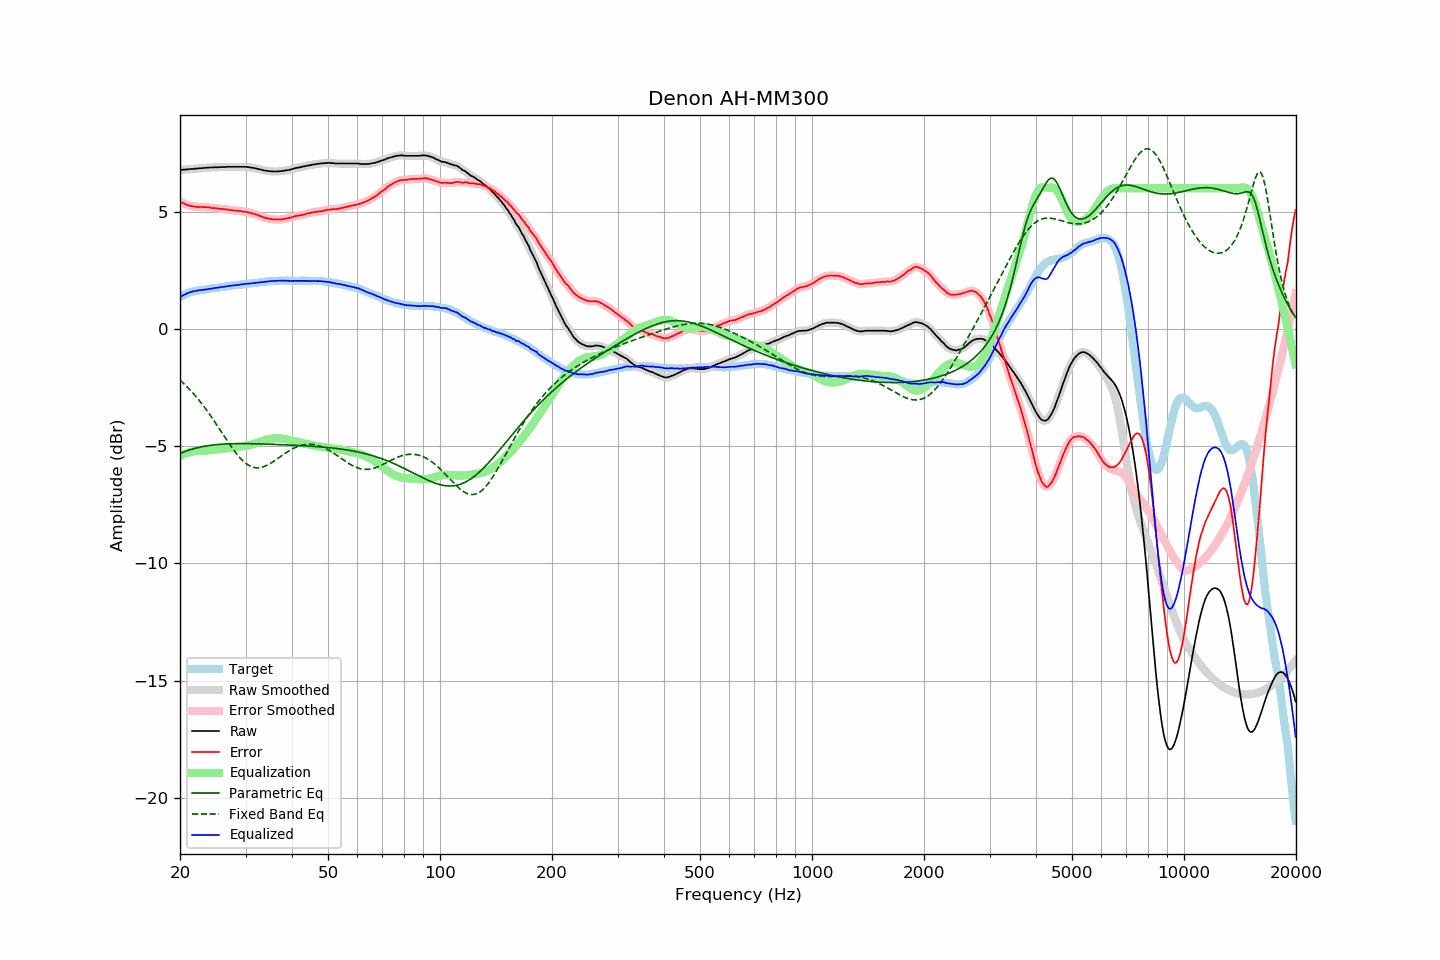 Denon AH-MM300
Amplitude (dBr)
5
0
−5
−10
−15
−20
Target
Raw Smoothed
Error Smoothed
Raw
Error
Equalization
Parametric Eq
Fixed Band Eq
Equalized
20 50 100 200 500 1000 2000 5000 10000 20000
Frequency (Hz)